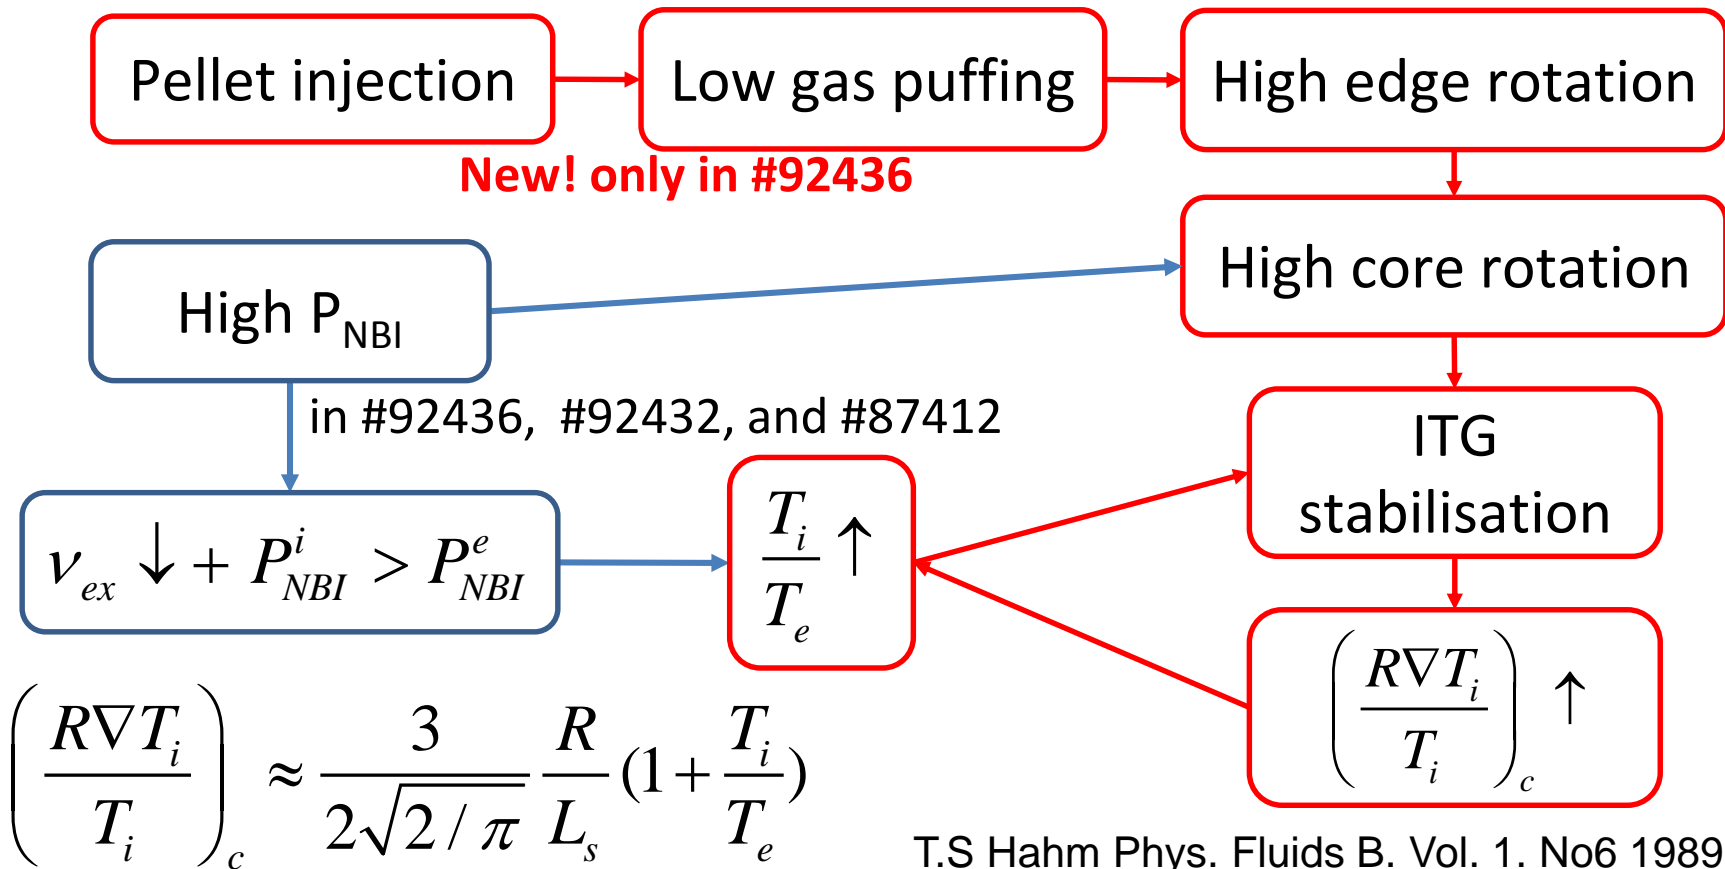 Pellet injection
Low gas puffing
High edge rotation
New! only in #92436
High core rotation
High P_NBI
in #92436, #92432, and #87412
ITG
stabilisation
ν_ex ↓ + P^i_NBI > P^e_NBI
T_i / T_e ↑
(R∇T_i / T_i)_c ↑
(R∇T_i / T_i)_c ≈ 3 / (2√(2 / π)) R / L_s (1 + T_i / T_e)
T.S Hahm Phys. Fluids B. Vol. 1. No6 1989